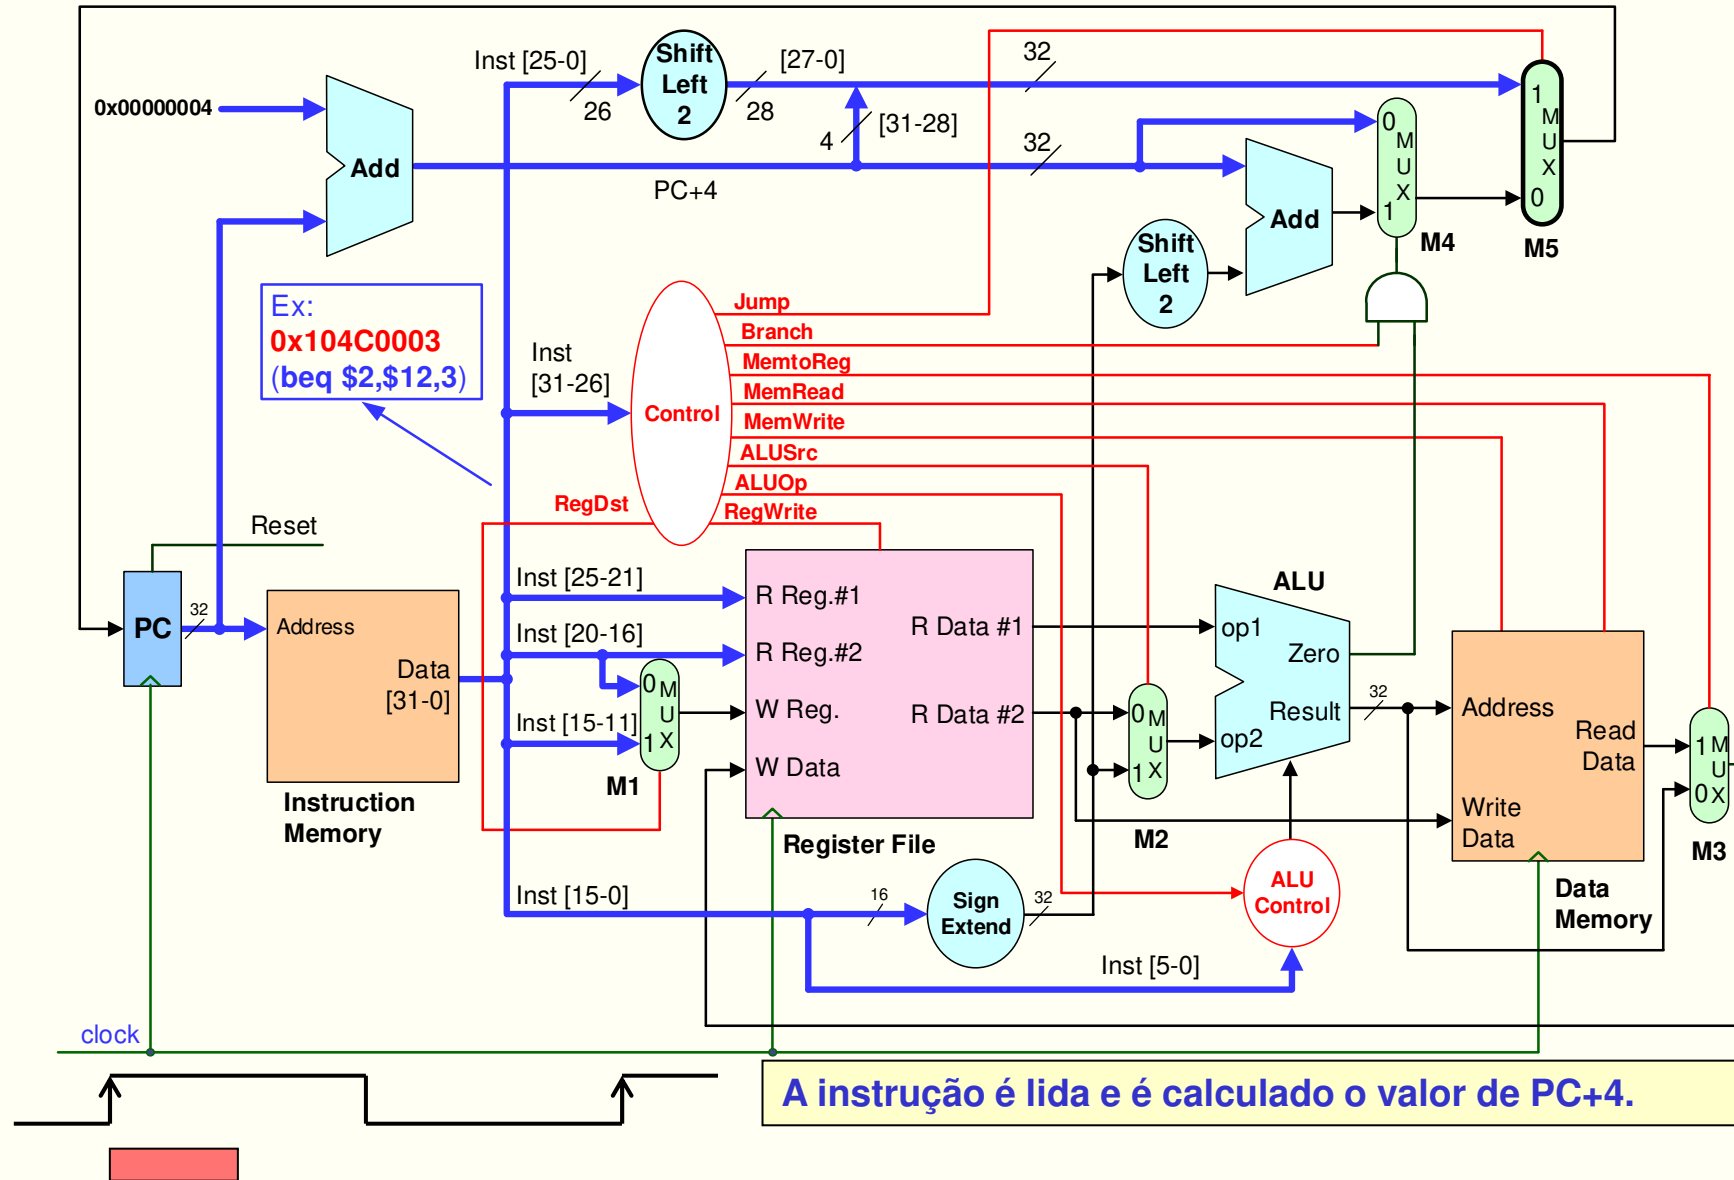 Inst [25-0]
26
Shift
Left
2
28
[27-0]
32
0x00000004
Add
4
[31-28]
32
PC+4
0
M
U
X
1
M4
1
M
U
X
0
M5
Add
Shift
Left
2
Ex:
0x104C0003
(beq $2,$12,3)
Inst
[31-26]
Control
Jump
Branch
MemtoReg
MemRead
MemWrite
ALUSrc
ALUOp
RegWrite
RegDst
Reset
PC
32
Address
Data
[31-0]
Instruction
Memory
Inst [25-21]
Inst [20-16]
Inst [15-11]
0
M
U
X
1
M1
R Reg.#1
R Reg.#2
W Reg.
W Data
R Data #1
R Data #2
Register File
0
M
U
X
1
M2
ALU
op1
Zero
Result
op2
32
Address
Read
Data
Write
Data
Data
Memory
1
M
U
X
0
M3
Inst [15-0]
16
Sign
Extend
32
ALU
Control
Inst [5-0]
clock
A instrução é lida e é calculado o valor de PC+4.